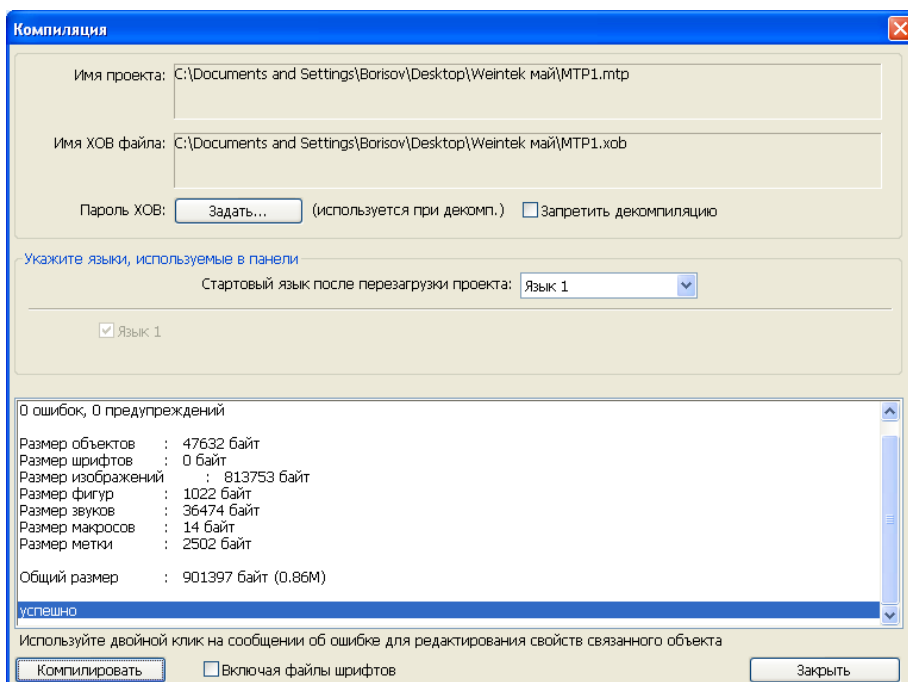 Компиляция
Имя проекта: C:\Documents and Settings\Borisov\Desktop\Weintek май\MTP1.mtp
Имя XOB файла: C:\Documents and Settings\Borisov\Desktop\Weintek май\MTP1.xob
Пароль XOB: Задать... (используется при декомп.) Запретить декомпиляцию
Укажите языки, используемые в панели
Стартовый язык после перезагрузки проекта: Язык 1
Язык 1
0 ошибок, 0 предупреждений
Размер объектов : 47632 байт
Размер шрифтов : 0 байт
Размер изображений : 813753 байт
Размер фигур : 1022 байт
Размер звуков : 36474 байт
Размер макросов : 14 байт
Размер метки : 2502 байт
Общий размер : 901397 байт (0.86M)
успешно
Используйте двойной клик на сообщении об ошибке для редактирования свойств связанного объекта
Компилировать Включая файлы шрифтов Закрыть